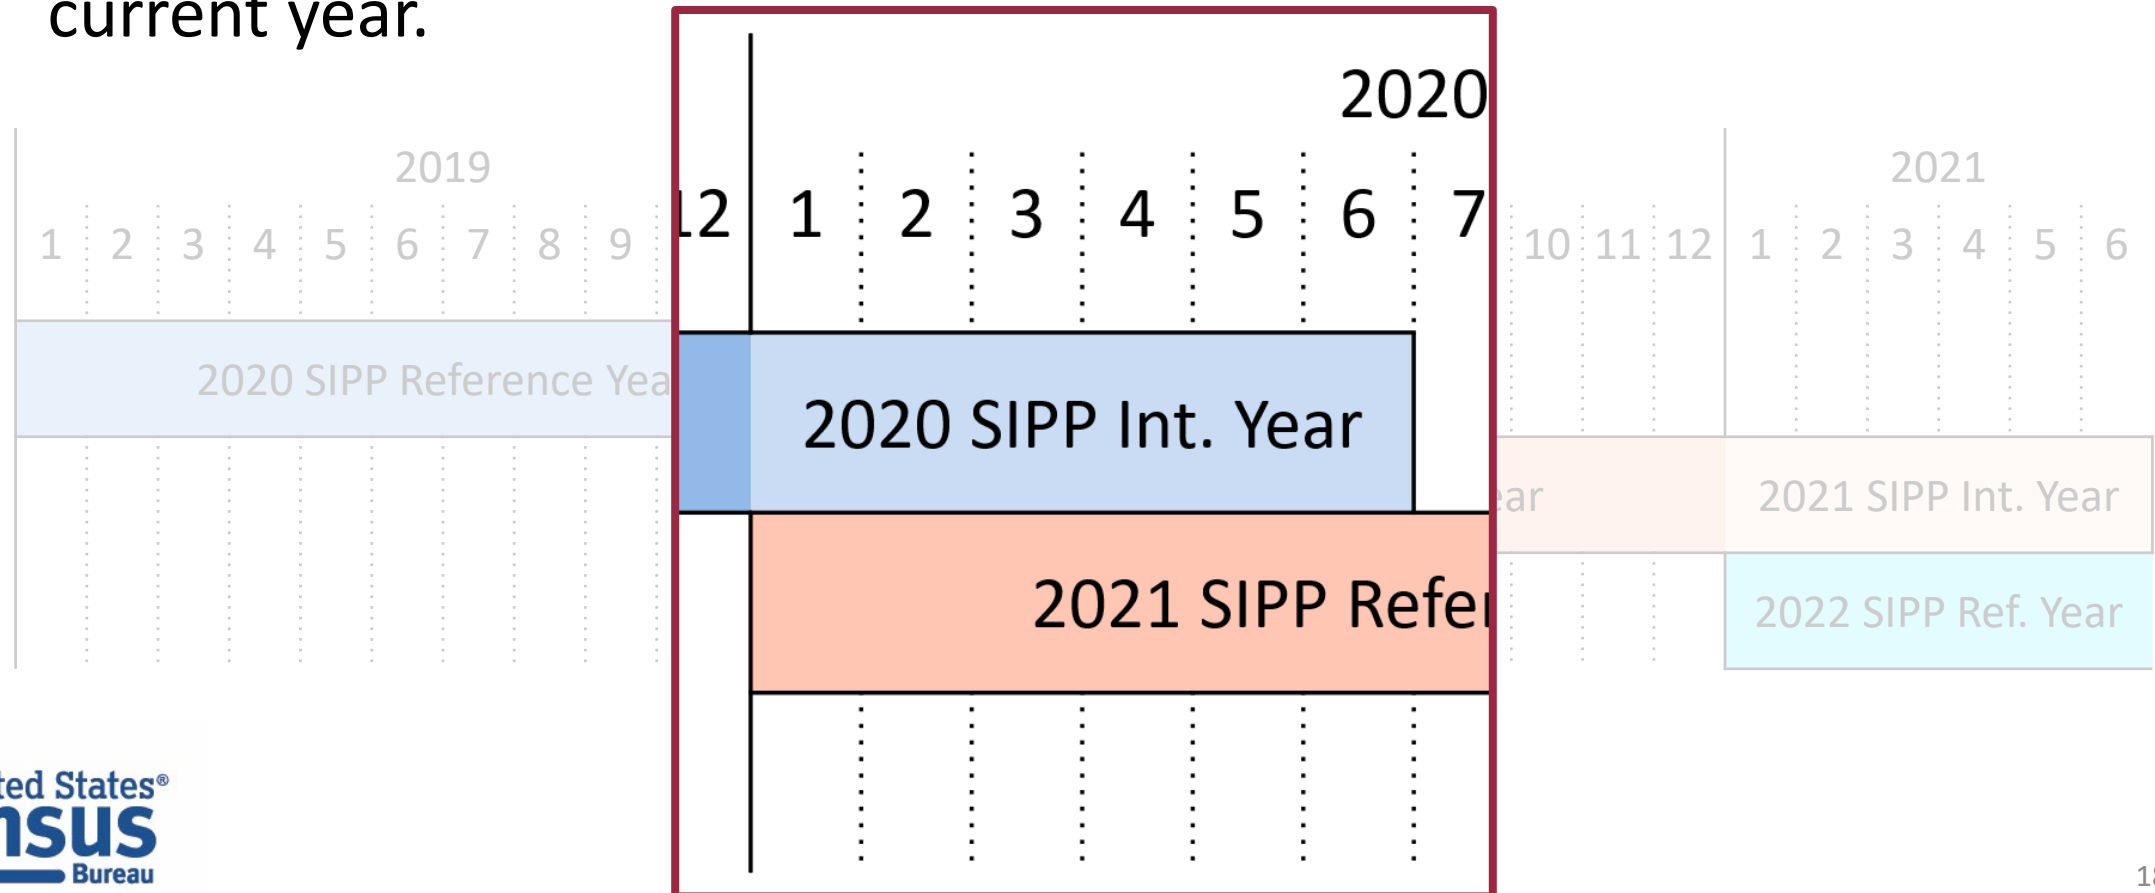 current year.
2020
2019
2021
12 1 2 3 4 5 6 7
1 2 3 4 5 6 7 8 9
10 11 12 1 2 3 4 5 6
2020 SIPP Reference Yea
2020 SIPP Int. Year
ear
2021 SIPP Int. Year
2021 SIPP Refer
2022 SIPP Ref. Year
ted States®
nsus
Bureau
18